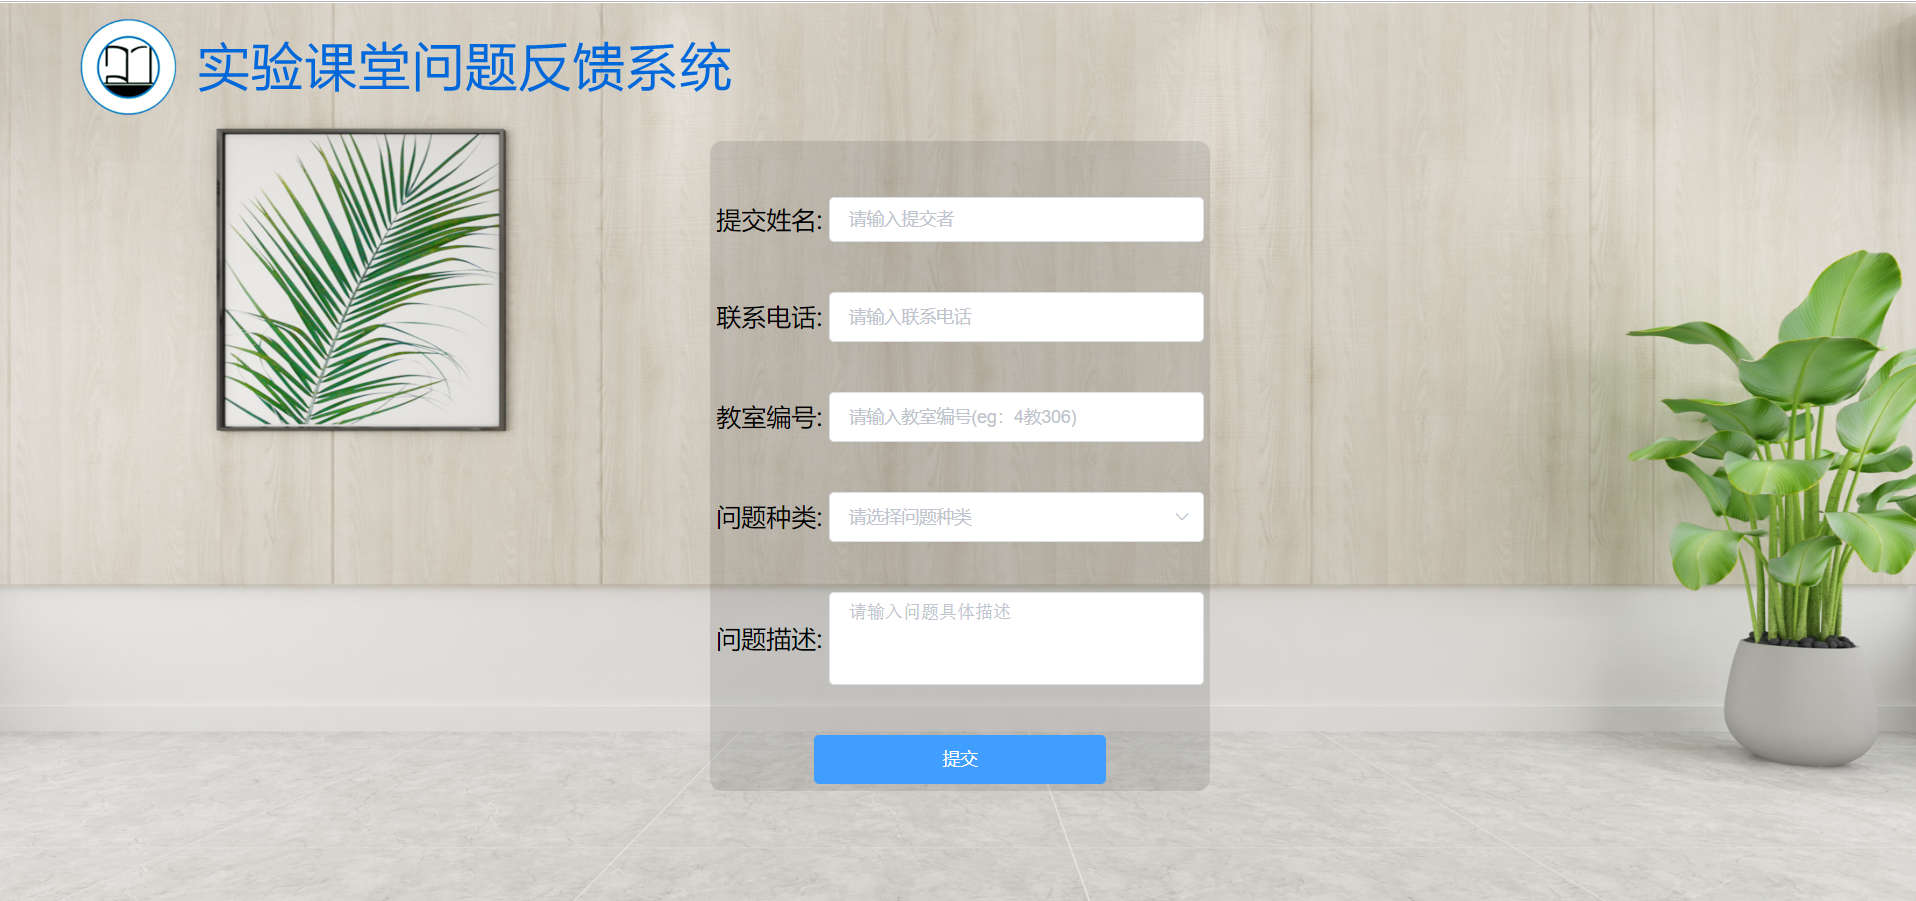 实验课堂问题反馈系统
提交姓名: 请输入提交者
联系电话: 请输入联系电话
教室编号: 请输入教室编号(eg：4教306)
问题种类: 请选择问题种类
问题描述: 请输入问题具体描述
提交